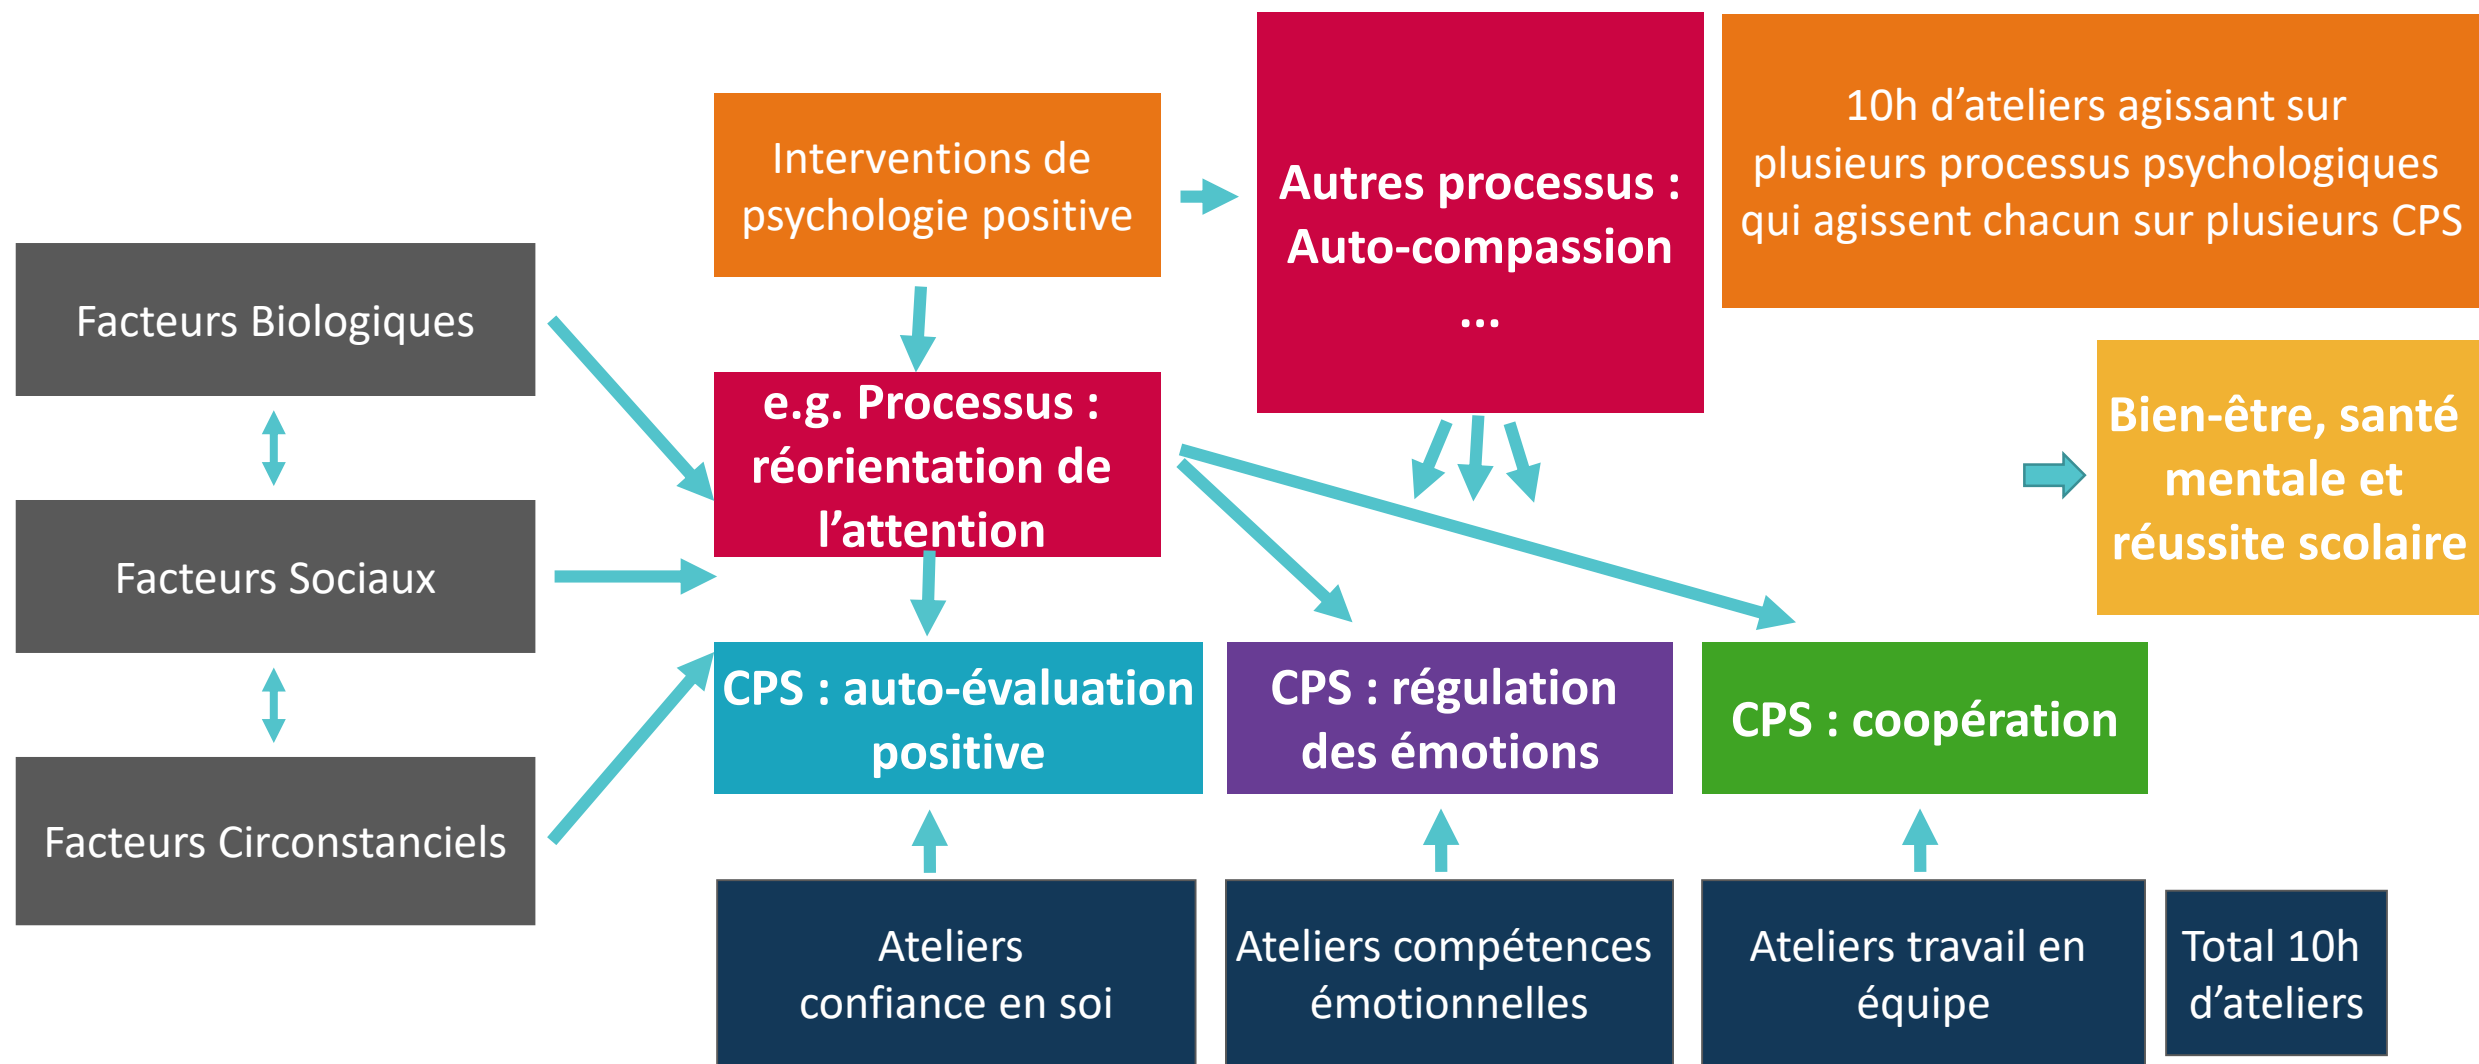 Interventions de
psychologie positive
Autres processus :
Auto-compassion
...
10h d’ateliers agissant sur
plusieurs processus psychologiques
qui agissent chacun sur plusieurs CPS
Facteurs Biologiques
e.g. Processus :
réorientation de
l’attention
Bien-être, santé
mentale et
réussite scolaire
Facteurs Sociaux
CPS : auto-évaluation
positive
CPS : régulation
des émotions
CPS : coopération
Facteurs Circonstanciels
Ateliers
confiance en soi
Ateliers compétences
émotionnelles
Ateliers travail en
équipe
Total 10h
d’ateliers